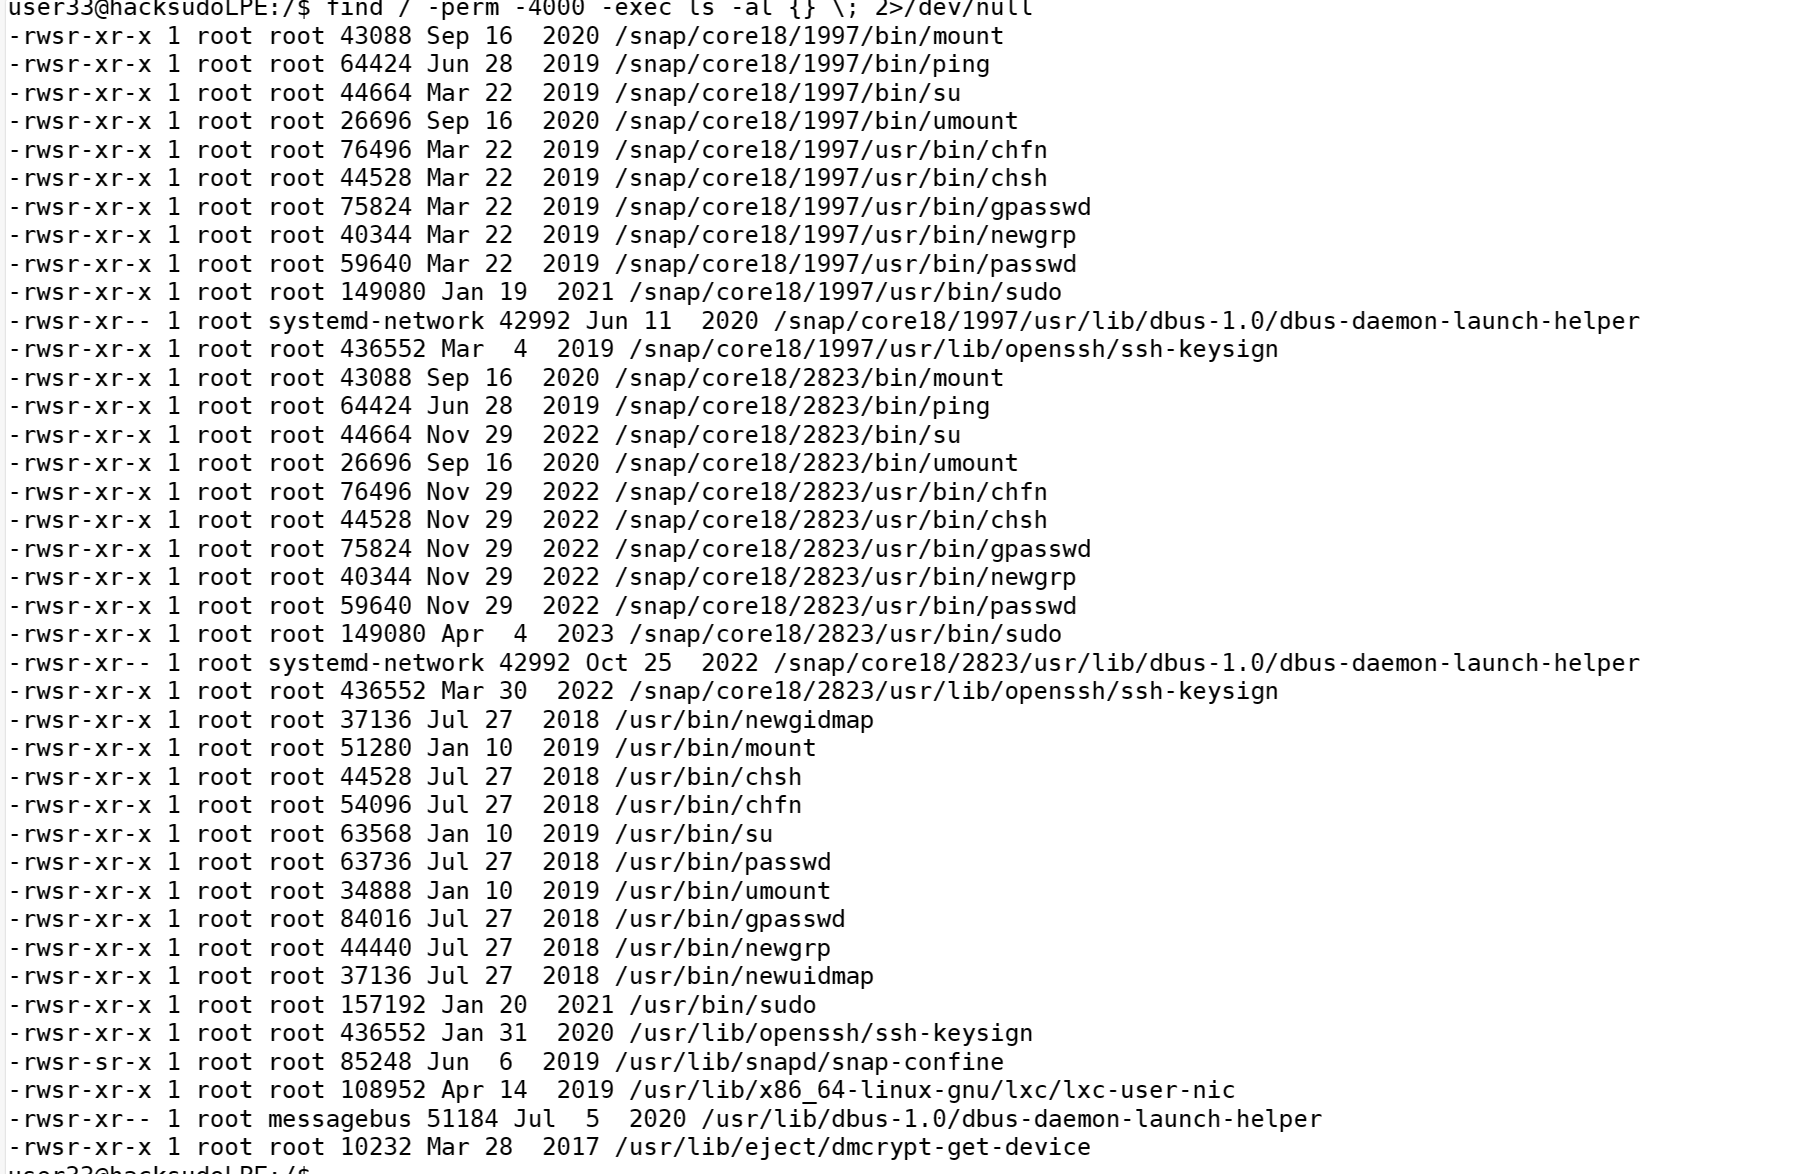 user33@hacksudoLPE:/$ find / -perm -4000 -exec ls -al {} \; 2>/dev/null
-rwsr-xr-x 1 root root 43088 Sep 16  2020 /snap/core18/1997/bin/mount
-rwsr-xr-x 1 root root 64424 Jun 28  2019 /snap/core18/1997/bin/ping
-rwsr-xr-x 1 root root 44664 Mar 22  2019 /snap/core18/1997/bin/su
-rwsr-xr-x 1 root root 26696 Sep 16  2020 /snap/core18/1997/bin/umount
-rwsr-xr-x 1 root root 76496 Mar 22  2019 /snap/core18/1997/usr/bin/chfn
-rwsr-xr-x 1 root root 44528 Mar 22  2019 /snap/core18/1997/usr/bin/chsh
-rwsr-xr-x 1 root root 75824 Mar 22  2019 /snap/core18/1997/usr/bin/gpasswd
-rwsr-xr-x 1 root root 40344 Mar 22  2019 /snap/core18/1997/usr/bin/newgrp
-rwsr-xr-x 1 root root 59640 Mar 22  2019 /snap/core18/1997/usr/bin/passwd
-rwsr-xr-x 1 root root 149080 Jan 19  2021 /snap/core18/1997/usr/bin/sudo
-rwsr-xr-- 1 root systemd-network 42992 Jun 11  2020 /snap/core18/1997/usr/lib/dbus-1.0/dbus-daemon-launch-helper
-rwsr-xr-x 1 root root 436552 Mar  4  2019 /snap/core18/1997/usr/lib/openssh/ssh-keysign
-rwsr-xr-x 1 root root 43088 Sep 16  2020 /snap/core18/2823/bin/mount
-rwsr-xr-x 1 root root 64424 Jun 28  2019 /snap/core18/2823/bin/ping
-rwsr-xr-x 1 root root 44664 Nov 29  2022 /snap/core18/2823/bin/su
-rwsr-xr-x 1 root root 26696 Sep 16  2020 /snap/core18/2823/bin/umount
-rwsr-xr-x 1 root root 76496 Nov 29  2022 /snap/core18/2823/usr/bin/chfn
-rwsr-xr-x 1 root root 44528 Nov 29  2022 /snap/core18/2823/usr/bin/chsh
-rwsr-xr-x 1 root root 75824 Nov 29  2022 /snap/core18/2823/usr/bin/gpasswd
-rwsr-xr-x 1 root root 40344 Nov 29  2022 /snap/core18/2823/usr/bin/newgrp
-rwsr-xr-x 1 root root 59640 Nov 29  2022 /snap/core18/2823/usr/bin/passwd
-rwsr-xr-x 1 root root 149080 Apr  4  2023 /snap/core18/2823/usr/bin/sudo
-rwsr-xr-- 1 root systemd-network 42992 Oct 25  2022 /snap/core18/2823/usr/lib/dbus-1.0/dbus-daemon-launch-helper
-rwsr-xr-x 1 root root 436552 Mar 30  2022 /snap/core18/2823/usr/lib/openssh/ssh-keysign
-rwsr-xr-x 1 root root 37136 Jul 27  2018 /usr/bin/newgidmap
-rwsr-xr-x 1 root root 51280 Jan 10  2019 /usr/bin/mount
-rwsr-xr-x 1 root root 44528 Jul 27  2018 /usr/bin/chsh
-rwsr-xr-x 1 root root 54096 Jul 27  2018 /usr/bin/chfn
-rwsr-xr-x 1 root root 63568 Jan 10  2019 /usr/bin/su
-rwsr-xr-x 1 root root 63736 Jul 27  2018 /usr/bin/passwd
-rwsr-xr-x 1 root root 34888 Jan 10  2019 /usr/bin/umount
-rwsr-xr-x 1 root root 84016 Jul 27  2018 /usr/bin/gpasswd
-rwsr-xr-x 1 root root 44440 Jul 27  2018 /usr/bin/newgrp
-rwsr-xr-x 1 root root 37136 Jul 27  2018 /usr/bin/newuidmap
-rwsr-xr-x 1 root root 157192 Jan 20  2021 /usr/bin/sudo
-rwsr-xr-x 1 root root 436552 Jan 31  2020 /usr/lib/openssh/ssh-keysign
-rwsr-sr-x 1 root root 85248 Jun  6  2019 /usr/lib/snapd/snap-confine
-rwsr-xr-x 1 root root 108952 Apr 14  2019 /usr/lib/x86_64-linux-gnu/lxc/lxc-user-nic
-rwsr-xr-- 1 root messagebus 51184 Jul  5  2020 /usr/lib/dbus-1.0/dbus-daemon-launch-helper
-rwsr-xr-x 1 root root 10232 Mar 28  2017 /usr/lib/eject/dmcrypt-get-device
user33@hacksudoLPE:/$